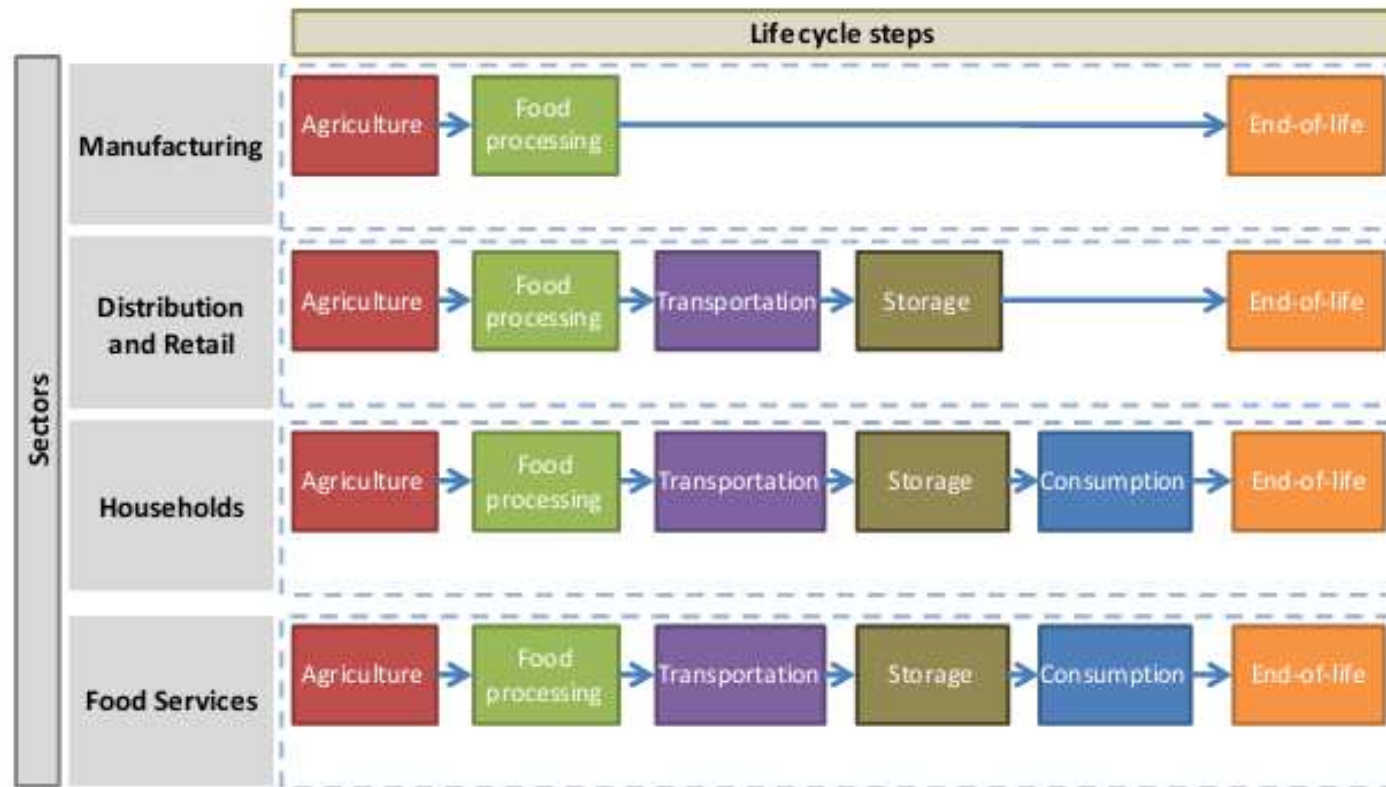 Life cycle steps
Sectors
Manufacturing
Agriculture
Food
processing
End-of-life
Distribution
and Retail
Agriculture
Food
processing
Transportation
Storage
End-of-life
Households
Agriculture
Food
processing
Transportation
Storage
Consumption
End-of-life
Food Services
Agriculture
Food
processing
Transportation
Storage
Consumption
End-of-life